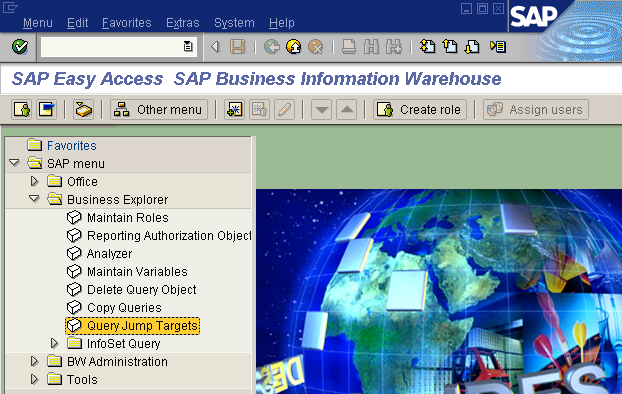 Menu Edit Favorites Extras System Help
SAP
SAP Easy Access SAP Business Information Warehouse
Other menu Create role Assign users
Favorites
SAP menu
Office
Business Explorer
Maintain Roles
Reporting Authorization Object
Analyzer
Maintain Variables
Delete Query Object
Copy Queries
Query Jump Targets
InfoSet Query
BW Administration
Tools
IDES
IDES